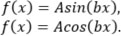 f(x) = Asin(bx),
f(x) = Acos(bx).